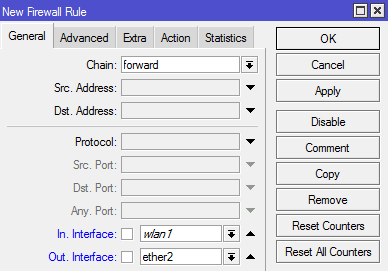 New Firewall Rule
General Advanced Extra Action Statistics
Chain: forward
Src. Address:
Dst. Address:
Protocol:
Src. Port:
Dst. Port:
Any. Port:
In. Interface: wlan1
Out. Interface: ether2
OK
Cancel
Apply
Disable
Comment
Copy
Remove
Reset Counters
Reset All Counters